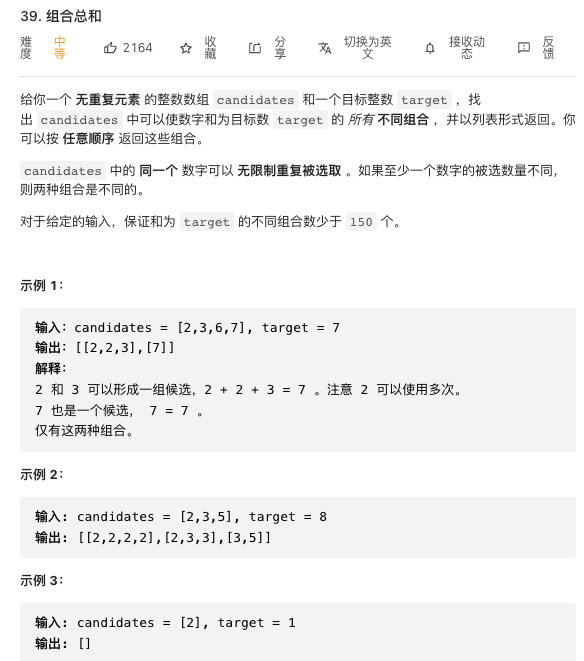 39. 组合总和
难度 中等 2164 收藏 分享 切换为英文 接收动态 反馈
给你一个 无重复元素 的整数数组 candidates 和一个目标整数 target ，找
出 candidates 中可以使数字和为目标数 target 的 所有 不同组合 ，并以列表形式返回。你
可以按 任意顺序 返回这些组合。
candidates 中的 同一个 数字可以 无限制重复被选取 。如果至少一个数字的被选数量不同，
则两种组合是不同的。
对于给定的输入，保证和为 target 的不同组合数少于 150 个。
示例 1：
输入：candidates = [2,3,6,7], target = 7
输出：[[2,2,3],[7]]
解释：
2 和 3 可以形成一组候选，2 + 2 + 3 = 7 。注意 2 可以使用多次。
7 也是一个候选， 7 = 7 。
仅有这两种组合。
示例 2：
输入: candidates = [2,3,5], target = 8
输出: [[2,2,2,2],[2,3,3],[3,5]]
示例 3：
输入: candidates = [2], target = 1
输出: []